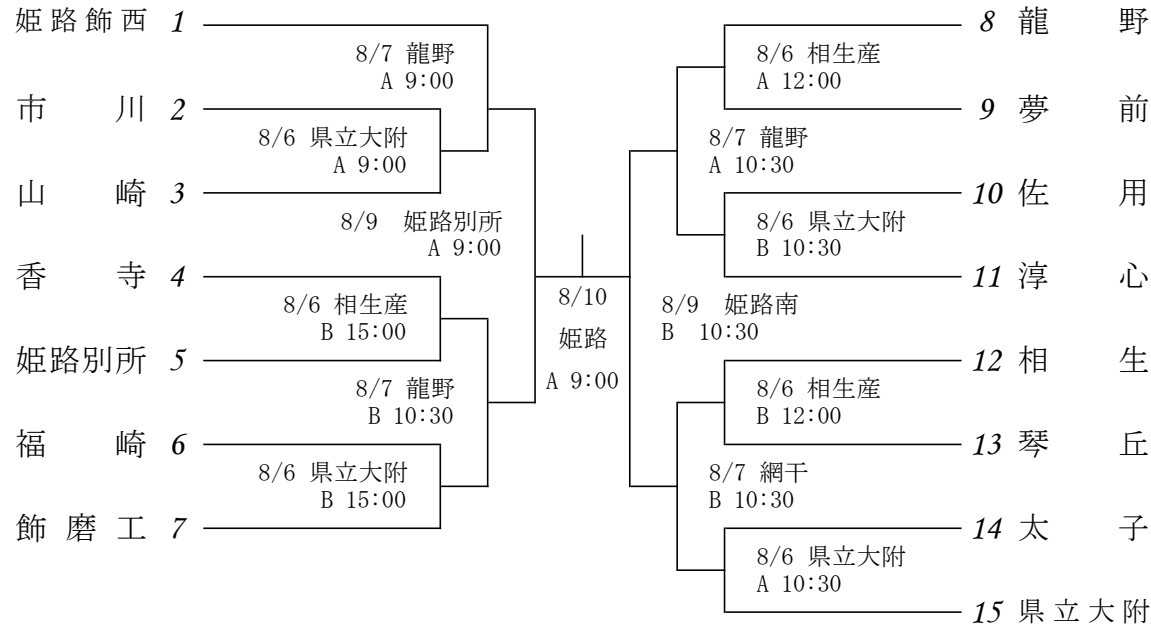 姫路飾西 1
8/7 龍野
A 9:00
市川 2
8/6 県立大附
A 9:00
山崎 3
8/9 姫路別所
A 9:00
香寺 4
8/6 相生産
B 15:00
姫路別所 5
8/7 龍野
B 10:30
福崎 6
8/6 県立大附
B 15:00
飾磨工 7
8/10
姫路
A 9:00
8 龍野
8/6 相生産
A 12:00
9 夢前
8/7 龍野
A 10:30
10 佐用
8/6 県立大附
B 10:30
11 淳心
8/9 姫路南
B 10:30
12 相生
8/6 相生産
B 12:00
13 琴丘
8/7 網干
B 10:30
14 太子
8/6 県立大附
A 10:30
15 県立大附